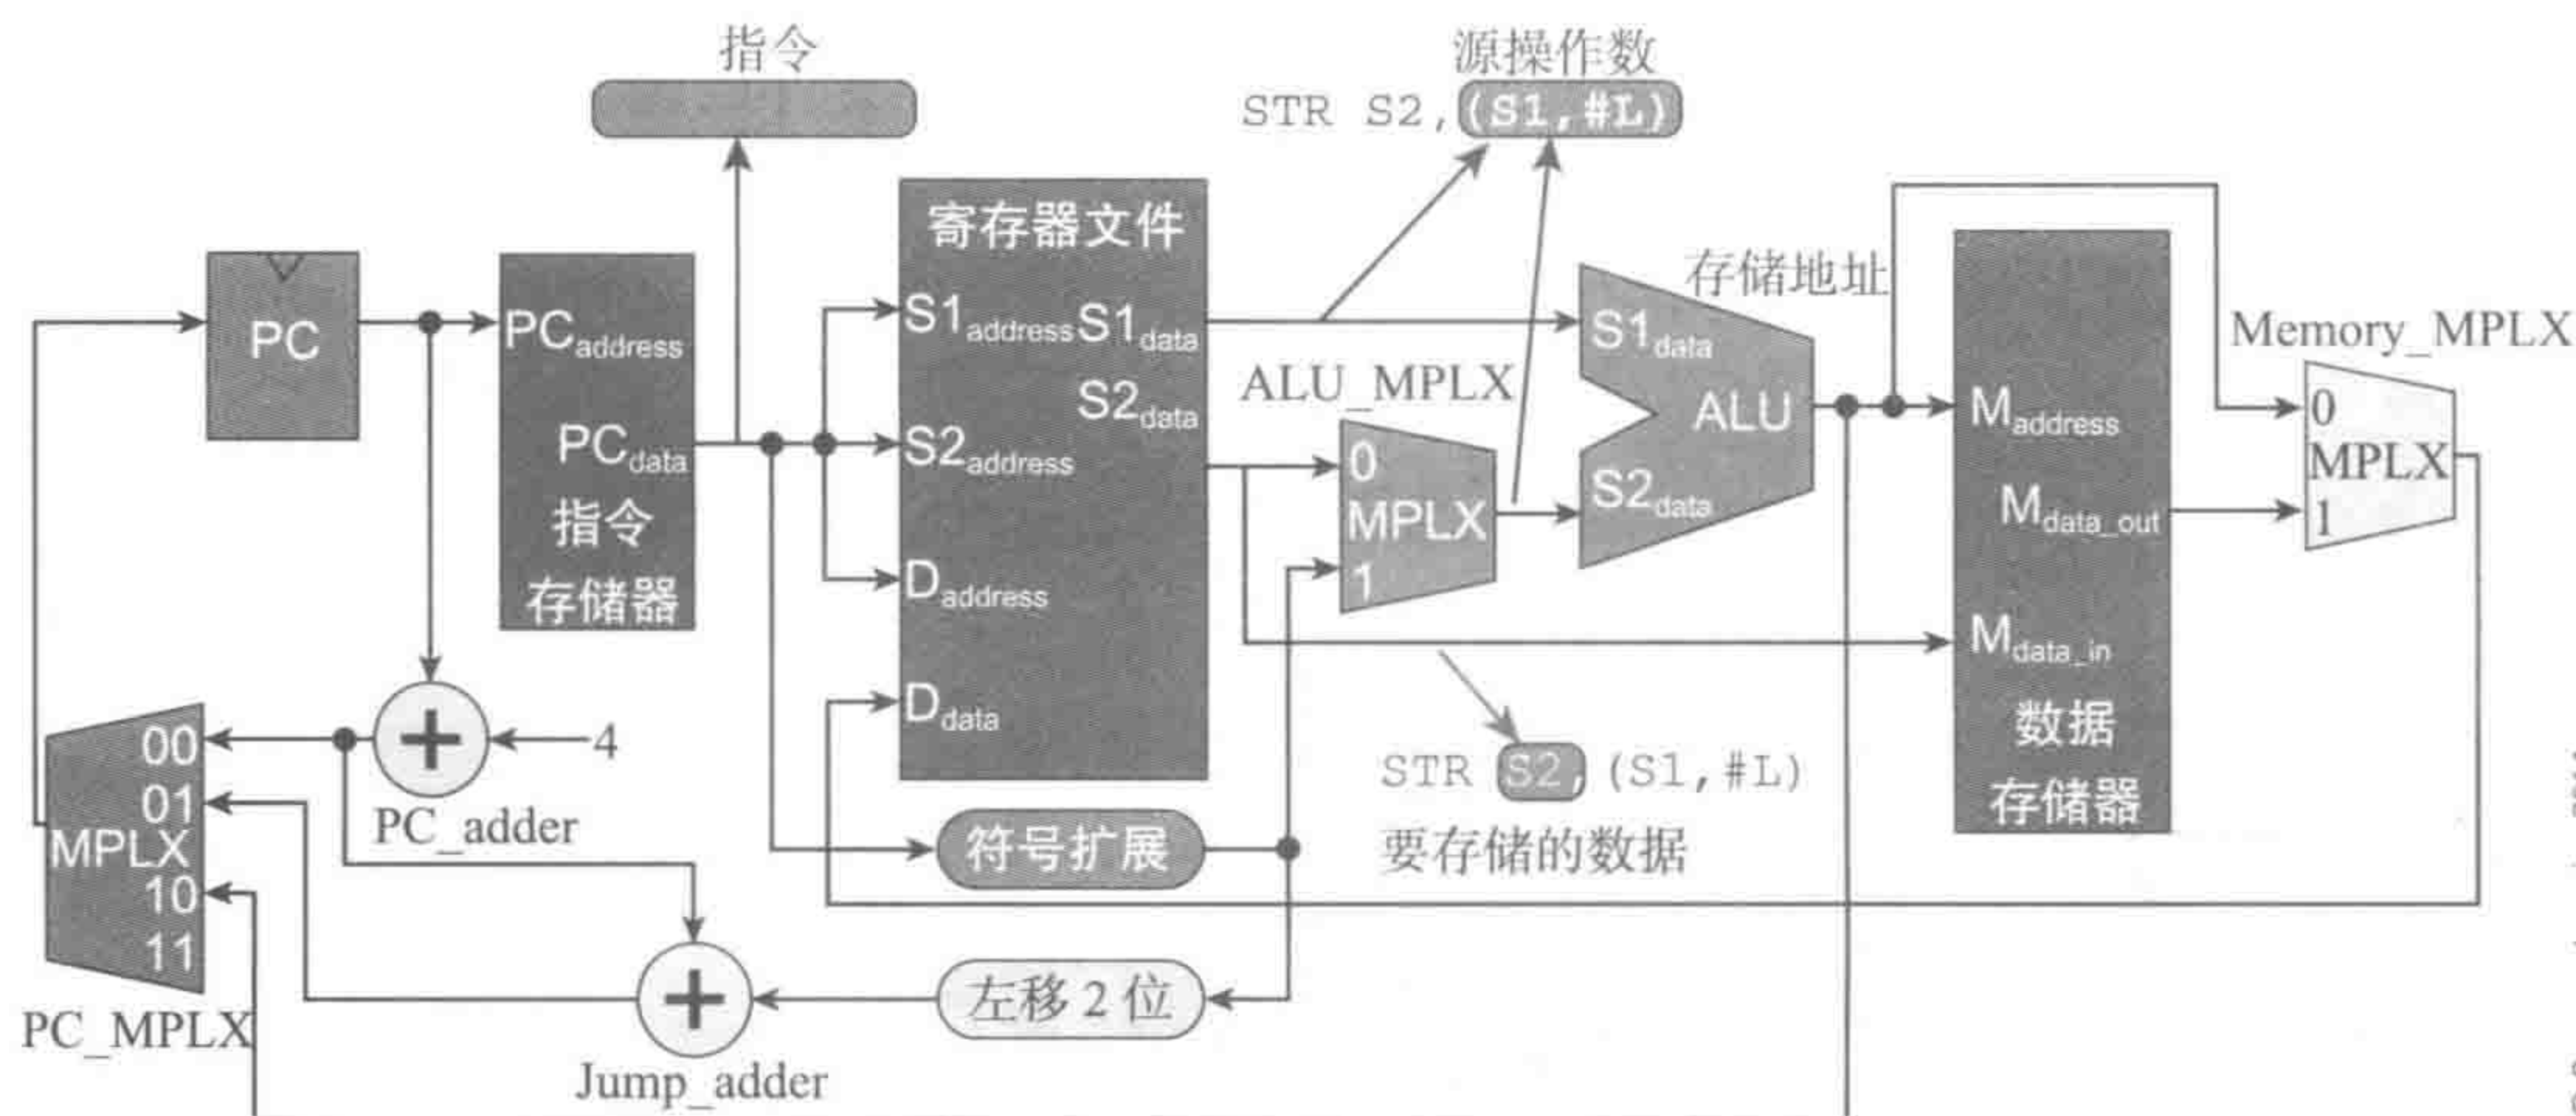 指令
源操作数
STR S2,(S1,#L)
寄存器文件
存储地址
PC
PCaddress
S1address
S1data
S1data
Memory_MPLX
ALU_MPLX
S2data
ALU
Maddress
0
MPLX
1
PCdata
S2address
0
MPLX
1
S2data
Mdata_out
指令
存储器
Daddress
Mdata_in
Ddata
数据
存储器
00
01
MPLX
10
11
4
PC_adder
STR S2,(S1,#L)
要存储的数据
符号扩展
左移2位
PC_MPLX
Jump_adder